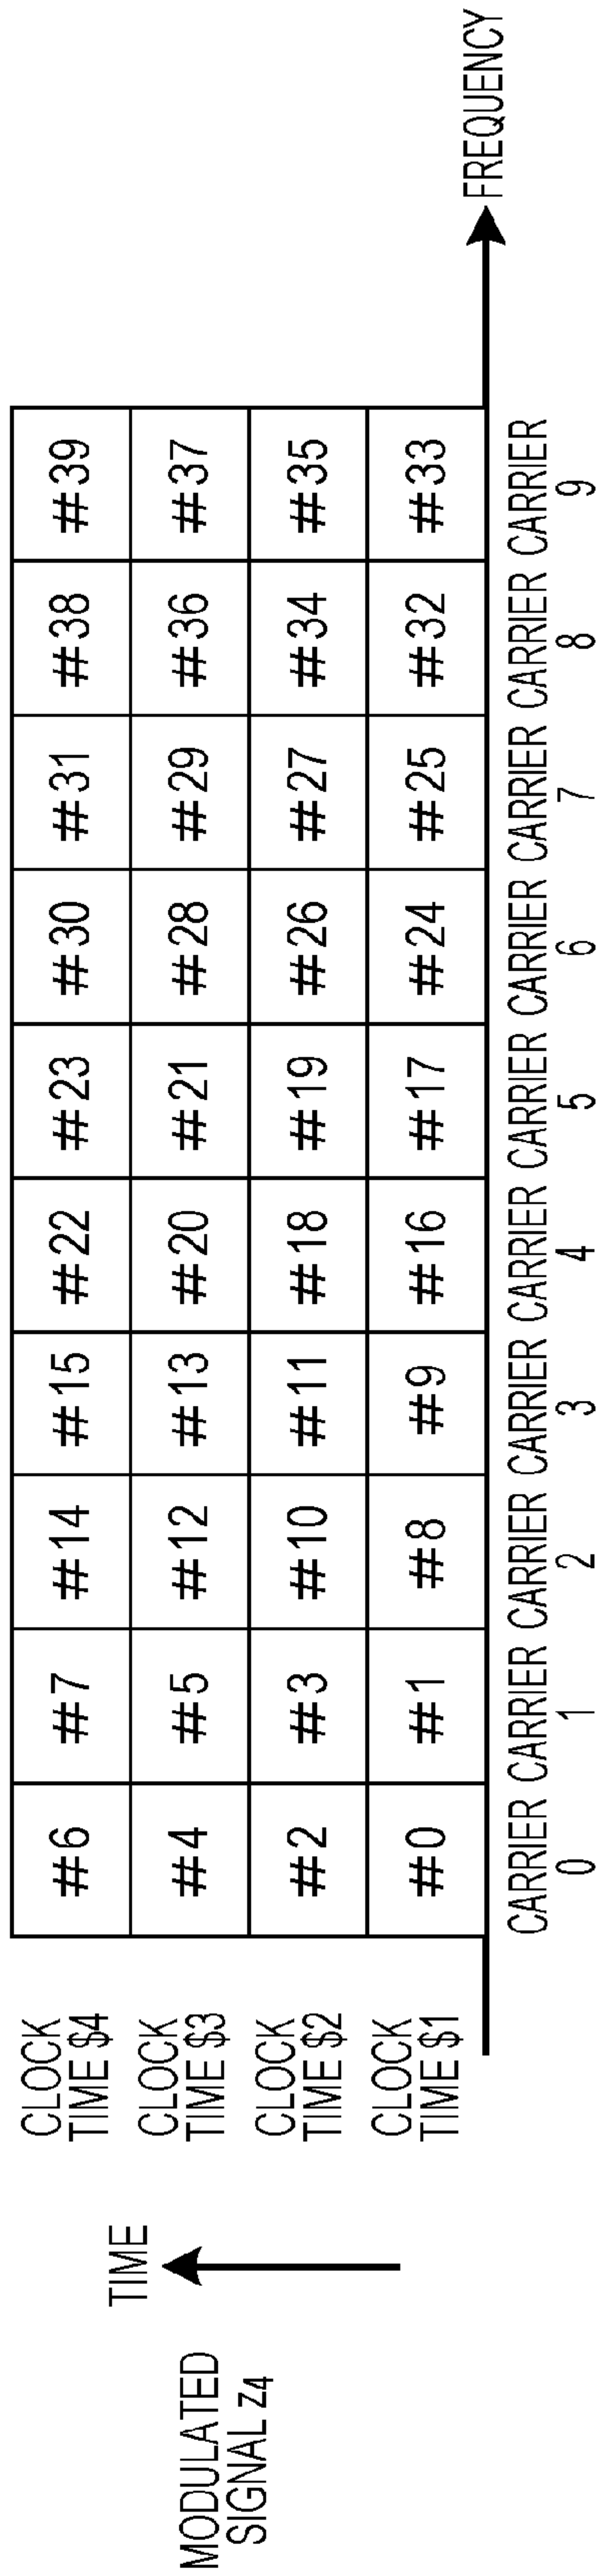 MODULATED
SIGNAL z4
TIME
CLOCK
TIME $4
#6 #7 #14 #15 #22 #23 #30 #31 #38 #39
CLOCK
TIME $3
#4 #5 #12 #13 #20 #21 #28 #29 #36 #37
CLOCK
TIME $2
#2 #3 #10 #11 #18 #19 #26 #27 #34 #35
CLOCK
TIME $1
#0 #1 #8 #9 #16 #17 #24 #25 #32 #33
FREQUENCY
CARRIER CARRIER CARRIER CARRIER CARRIER CARRIER CARRIER CARRIER CARRIER CARRIER
0 1 2 3 4 5 6 7 8 9